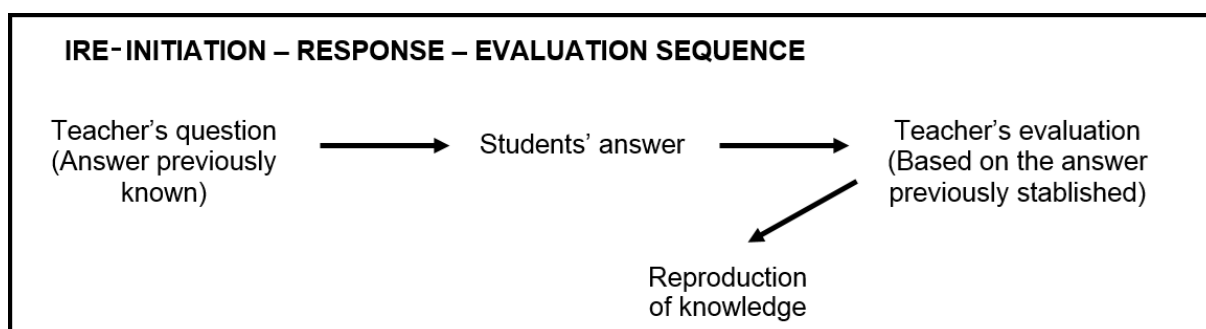 IRE-INITIATION – RESPONSE – EVALUATION SEQUENCE
Teacher’s question
(Answer previously
known)
Students’ answer
Teacher’s evaluation
(Based on the answer
previously stablished)
Reproduction
of knowledge